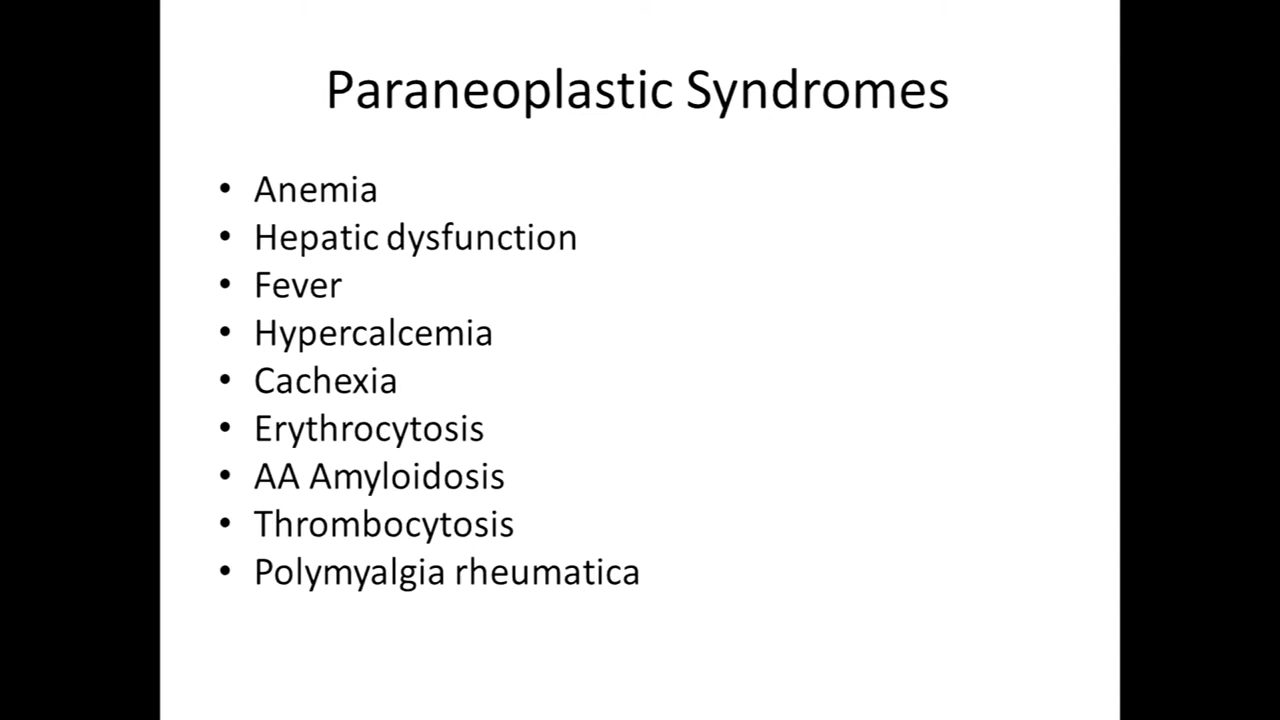 Paraneoplastic Syndromes
• Anemia
• Hepatic dysfunction
• Fever
• Hypercalcemia
• Cachexia
• Erythrocytosis
• AA Amyloidosis
• Thrombocytosis
• Polymyalgia rheumatica